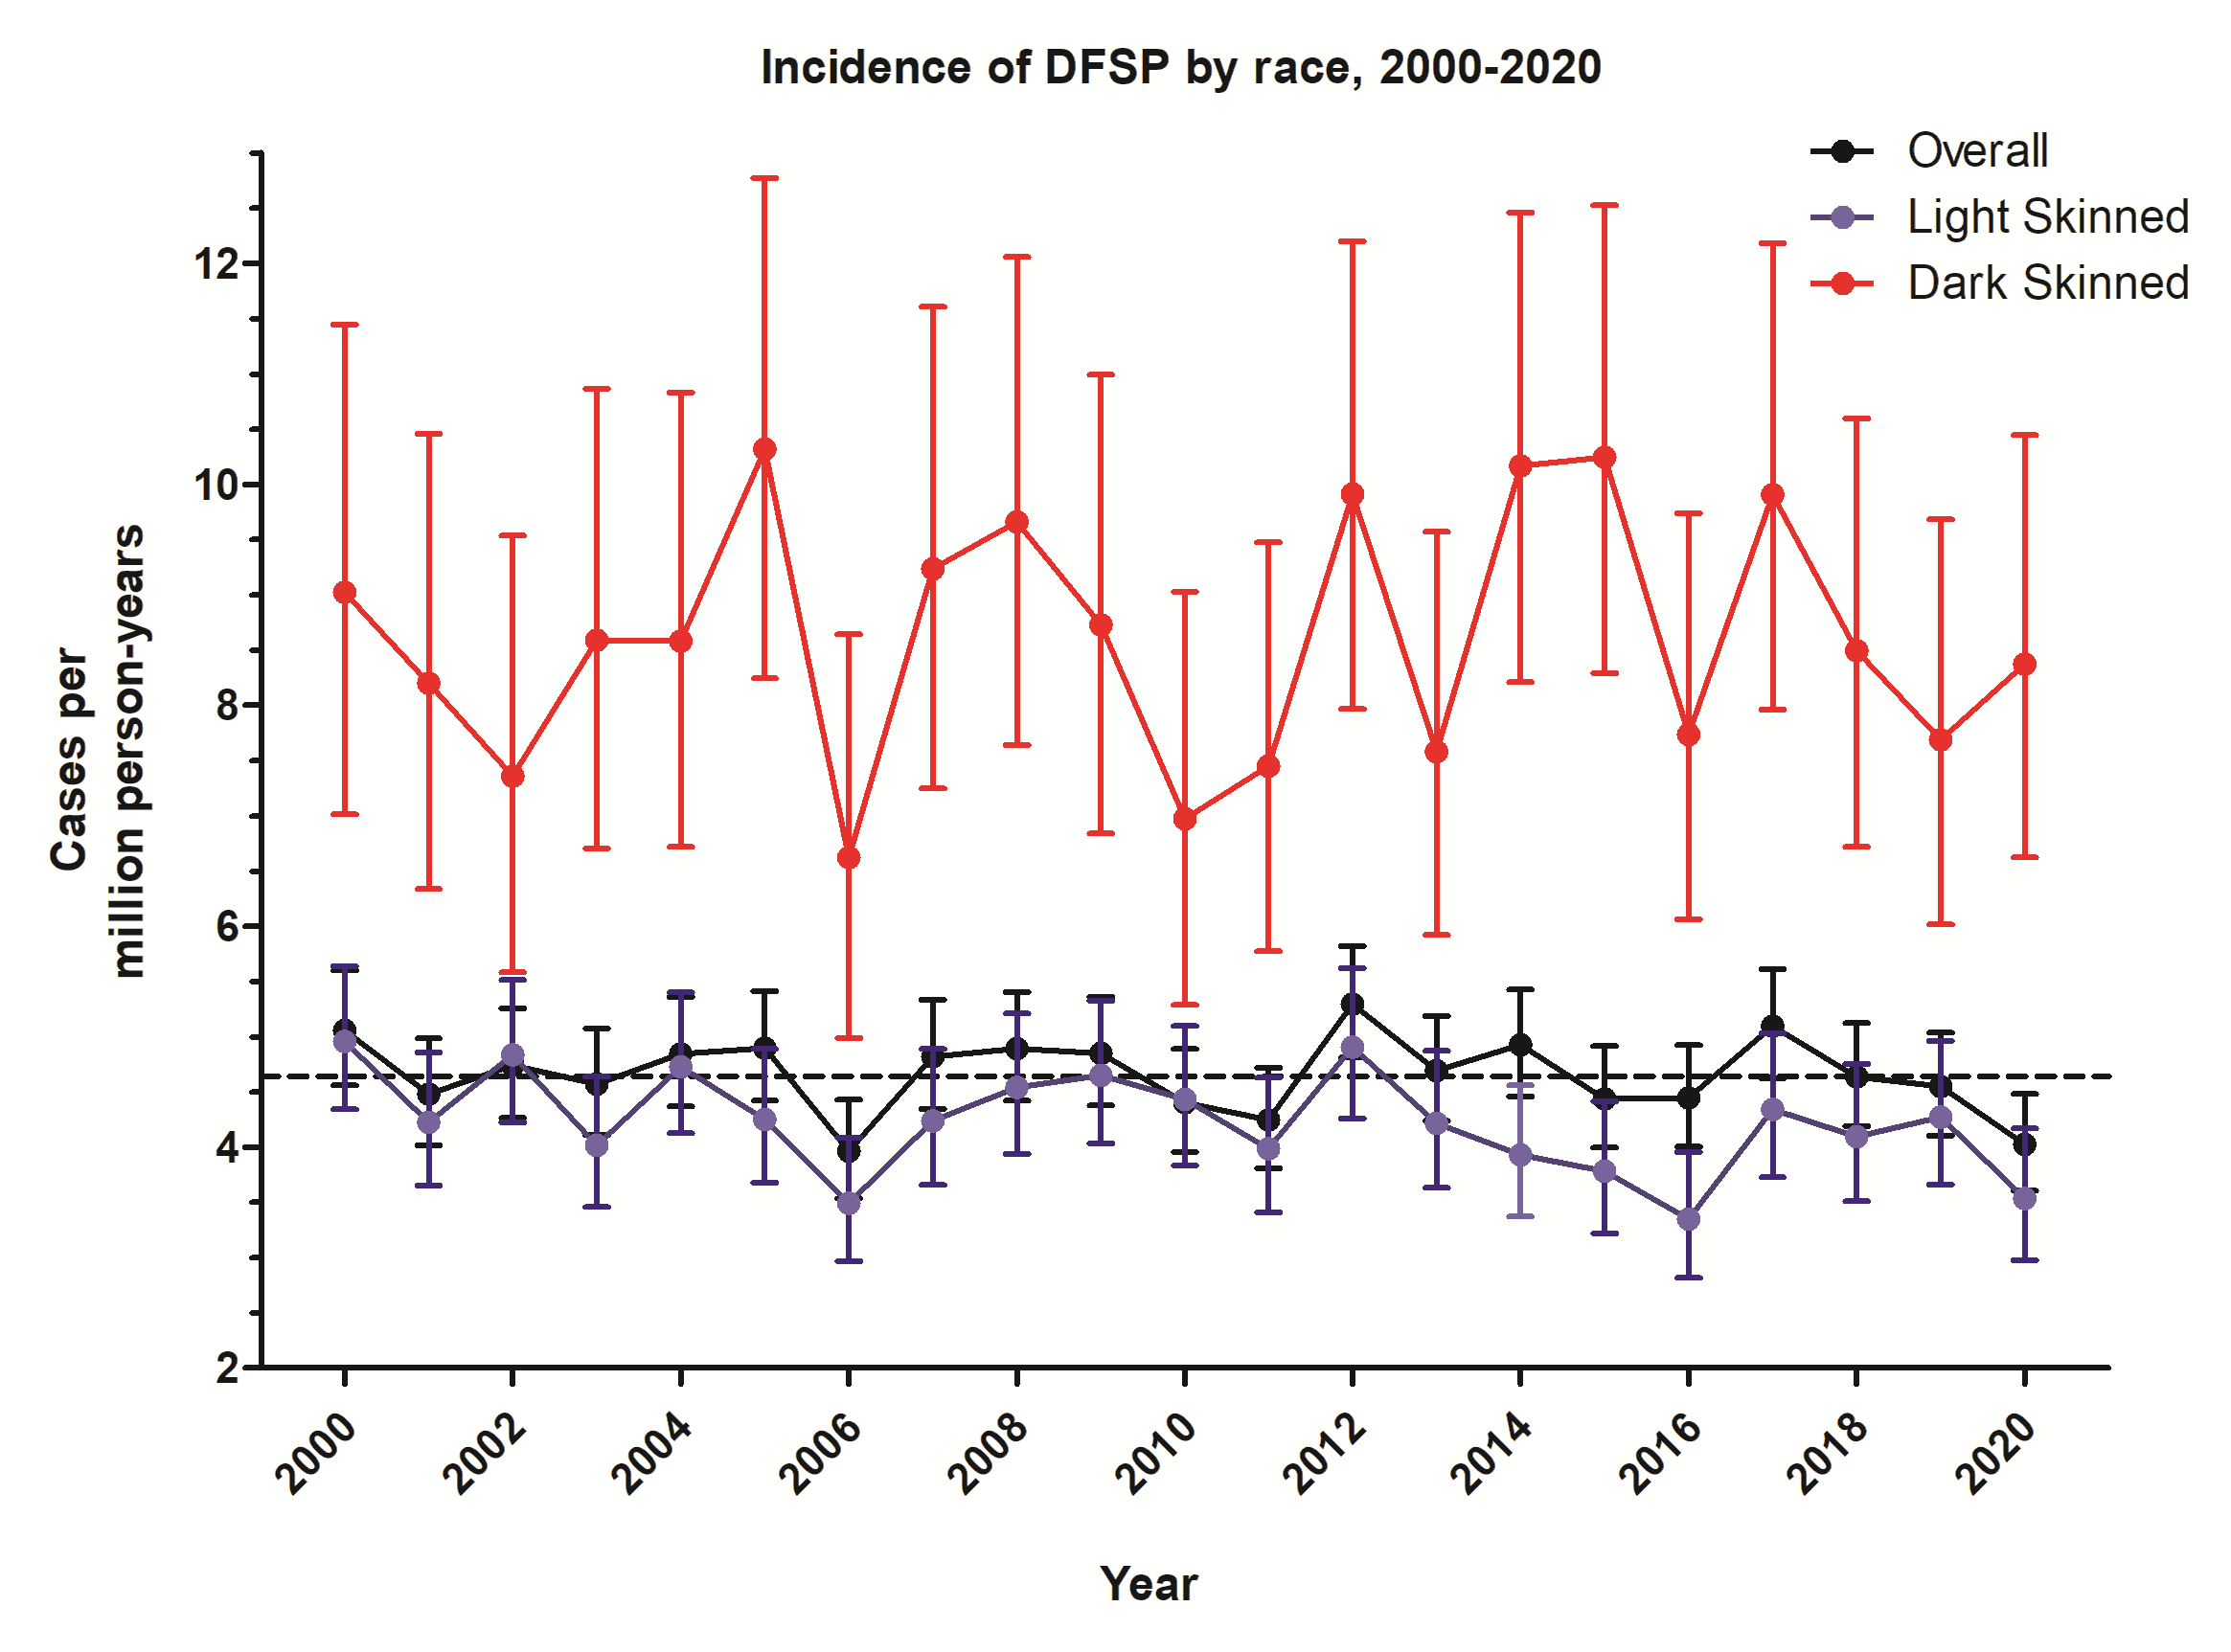 Incidence of DFSP by race, 2000-2020
Overall
Light Skinned
Dark Skinned
12
10
8
6
4
2
Cases per
million person-years
2000
2002
2004
2006
2008
2010
2012
2014
2016
2018
2020
Year